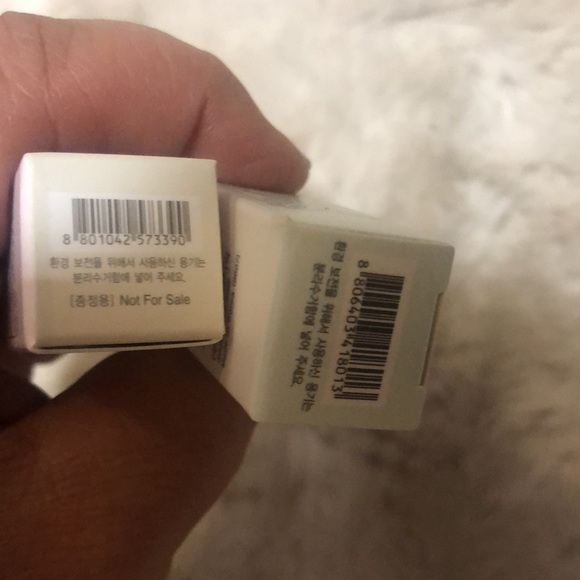 8 801042 573390
환경 보전을 위해서 사용하신 용기는
분리수거함에 넣어 주세요.
[증정용] Not For Sale
8 806403 418013
환경 보전을 위해서 사용하신 용기는
분리수거함에 넣어 주세요.